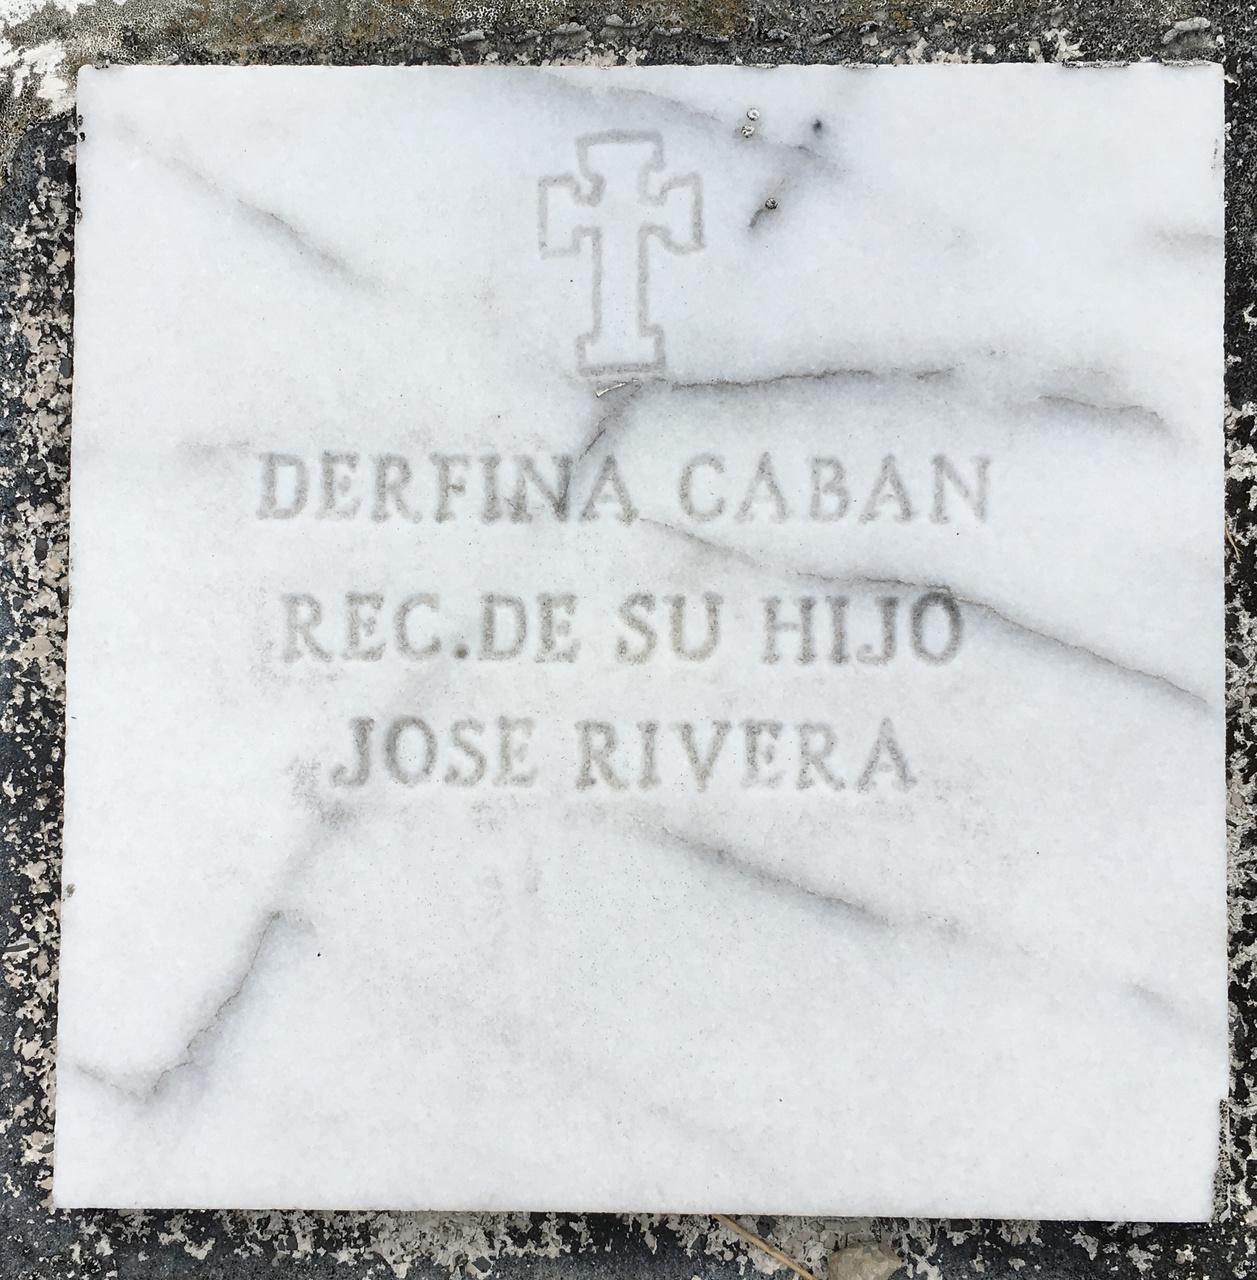 DERFINA CABAN
REC.DE SU HIJO
JOSE RIVERA